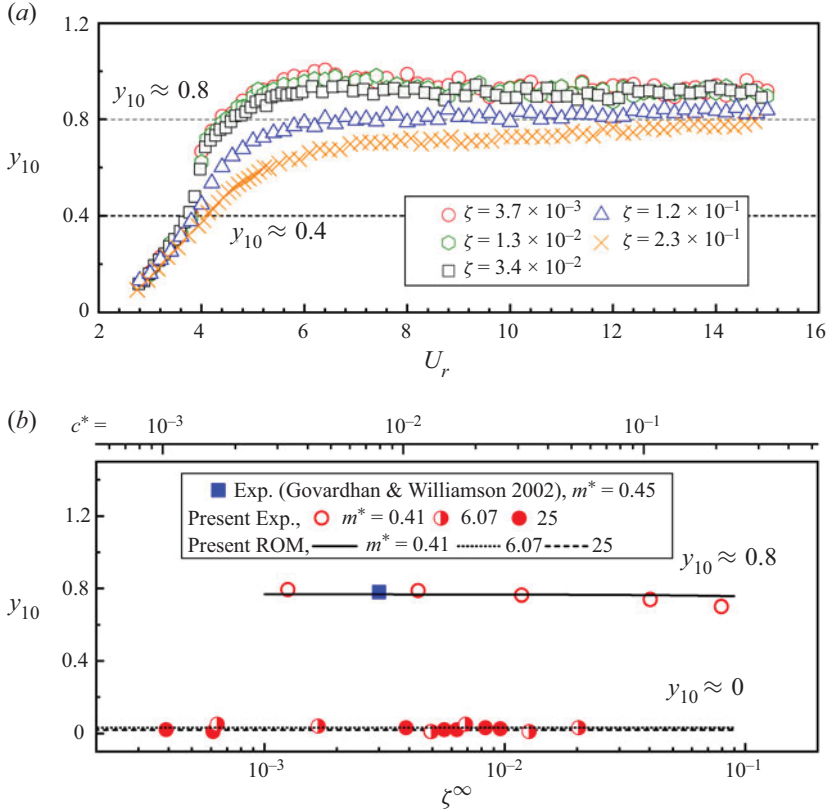 (a)
1.2
y10 ≈ 0.8
0.8
y10
0.4
y10 ≈ 0.4
ζ = 3.7 × 10⁻³ ζ = 1.2 × 10⁻¹
ζ = 1.3 × 10⁻² ζ = 2.3 × 10⁻¹
ζ = 3.4 × 10⁻²
0
2 4 6 8 10 12 14 16
Ur
(b)
c* = 10⁻³ 10⁻² 10⁻¹
1.2
Exp. (Govardhan & Williamson 2002), m* = 0.45
Present Exp., m* = 0.41 6.07 25
Present ROM, m* = 0.41 6.07 25
y10 ≈ 0.8
0.8
y10
0.4
y10 ≈ 0
0
10⁻³ 10⁻² 10⁻¹
ζ∞